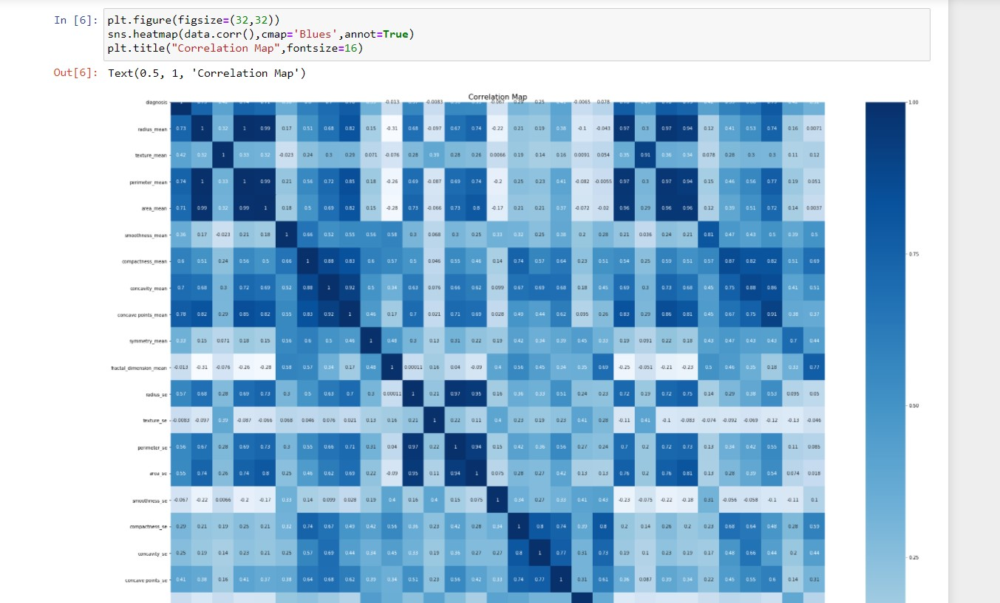 In [6]: plt.figure(figsize=(32,32))
sns.heatmap(data.corr(),cmap='Blues',annot=True)
plt.title("Correlation Map",fontsize=16)
Out[6]: Text(0.5, 1, 'Correlation Map')
Correlation Map
diagnosis 1 -0.013 -0.0083 -0.067 0.29 0.25 -0.0065 0.078
1.00
radius_mean 0.73 1 0.32 1 0.99 0.17 0.51 0.68 0.82 0.15 -0.31 0.68 -0.097 0.67 0.74 -0.22 0.21 0.19 0.38 -0.1 -0.043 0.97 0.3 0.97 0.94 0.12 0.41 0.53 0.74 0.16 0.0071
texture_mean 0.42 0.32 1 0.33 0.32 -0.023 0.24 0.3 0.29 0.071 -0.076 0.28 0.39 0.28 0.26 0.0066 0.19 0.14 0.16 0.0091 0.054 0.35 0.91 0.36 0.34 0.078 0.28 0.3 0.3 0.11 0.12
perimeter_mean 0.74 1 0.33 1 0.99 0.21 0.56 0.72 0.85 0.18 -0.26 0.69 -0.087 0.69 0.74 -0.2 0.25 0.23 0.41 -0.082 -0.0055 0.97 0.3 0.97 0.94 0.15 0.46 0.56 0.77 0.19 0.051
area_mean 0.71 0.99 0.32 0.99 1 0.18 0.5 0.69 0.82 0.15 -0.28 0.73 -0.066 0.73 0.8 -0.17 0.21 0.21 0.37 -0.072 -0.02 0.96 0.29 0.96 0.96 0.12 0.39 0.51 0.72 0.14 0.0037
smoothness_mean 0.36 0.17 -0.023 0.21 0.18 1 0.66 0.52 0.55 0.56 0.58 0.3 0.068 0.3 0.25 0.33 0.32 0.25 0.38 0.2 0.28 0.21 0.036 0.24 0.21 0.81 0.47 0.43 0.5 0.39 0.5
compactness_mean 0.6 0.51 0.24 0.56 0.5 0.66 1 0.88 0.83 0.6 0.57 0.5 0.046 0.55 0.46 0.14 0.74 0.57 0.64 0.23 0.51 0.54 0.25 0.59 0.51 0.57 0.87 0.82 0.82 0.51 0.69
0.75
concavity_mean 0.7 0.68 0.3 0.72 0.69 0.52 0.88 1 0.92 0.5 0.34 0.63 0.076 0.66 0.62 0.099 0.67 0.69 0.68 0.18 0.45 0.69 0.3 0.73 0.68 0.45 0.75 0.88 0.86 0.41 0.51
concave points_mean 0.78 0.82 0.29 0.85 0.82 0.55 0.83 0.92 1 0.46 0.17 0.7 0.021 0.71 0.69 0.028 0.49 0.44 0.62 0.095 0.26 0.83 0.29 0.86 0.81 0.45 0.67 0.75 0.91 0.38 0.37
symmetry_mean 0.33 0.15 0.071 0.18 0.15 0.56 0.6 0.5 0.46 1 0.48 0.3 0.13 0.31 0.22 0.19 0.42 0.34 0.39 0.45 0.33 0.19 0.091 0.22 0.18 0.43 0.47 0.43 0.43 0.7 0.44
fractal_dimension_mean -0.013 -0.31 -0.076 -0.26 -0.28 0.58 0.57 0.34 0.17 0.48 1 0.00011 0.16 0.04 -0.09 0.4 0.56 0.45 0.34 0.35 0.69 -0.25 -0.051 -0.21 -0.23 0.5 0.46 0.35 0.18 0.33 0.77
radius_se 0.57 0.68 0.28 0.69 0.73 0.3 0.5 0.63 0.7 0.3 0.00011 1 0.21 0.97 0.95 0.16 0.36 0.33 0.51 0.24 0.23 0.72 0.19 0.72 0.75 0.14 0.29 0.38 0.53 0.095 0.05
0.50
texture_se -0.0083 -0.097 0.39 -0.087 -0.066 0.068 0.046 0.076 0.021 0.13 0.16 0.21 1 0.22 0.11 0.4 0.23 0.19 0.23 0.41 0.28 -0.11 0.41 -0.1 -0.083 -0.074 -0.092 -0.069 -0.12 -0.13 -0.046
perimeter_se 0.56 0.67 0.28 0.69 0.73 0.3 0.55 0.66 0.71 0.31 0.04 0.97 0.22 1 0.94 0.15 0.42 0.36 0.56 0.27 0.24 0.7 0.2 0.72 0.73 0.13 0.34 0.42 0.55 0.11 0.085
area_se 0.55 0.74 0.26 0.74 0.8 0.25 0.46 0.62 0.69 0.22 -0.09 0.95 0.11 0.94 1 0.075 0.28 0.27 0.42 0.13 0.13 0.76 0.2 0.76 0.81 0.13 0.28 0.39 0.54 0.074 0.018
smoothness_se -0.067 -0.22 0.0066 -0.2 -0.17 0.33 0.14 0.099 0.028 0.19 0.4 0.16 0.4 0.15 0.075 1 0.34 0.27 0.33 0.41 0.43 -0.23 -0.075 -0.22 -0.18 0.31 -0.056 -0.058 -0.1 -0.11 0.1
compactness_se 0.29 0.21 0.19 0.25 0.21 0.32 0.74 0.67 0.49 0.42 0.56 0.36 0.23 0.42 0.28 0.34 1 0.8 0.74 0.39 0.8 0.2 0.14 0.26 0.2 0.23 0.68 0.64 0.48 0.28 0.59
concavity_se 0.25 0.19 0.14 0.23 0.21 0.25 0.57 0.69 0.44 0.34 0.45 0.33 0.19 0.36 0.27 0.27 0.8 1 0.77 0.31 0.73 0.19 0.1 0.23 0.19 0.17 0.48 0.66 0.44 0.2 0.44
0.25
concave points_se 0.41 0.38 0.16 0.41 0.37 0.38 0.64 0.68 0.62 0.39 0.34 0.51 0.23 0.56 0.42 0.33 0.74 0.77 1 0.31 0.61 0.36 0.087 0.39 0.34 0.22 0.45 0.55 0.6 0.14 0.31